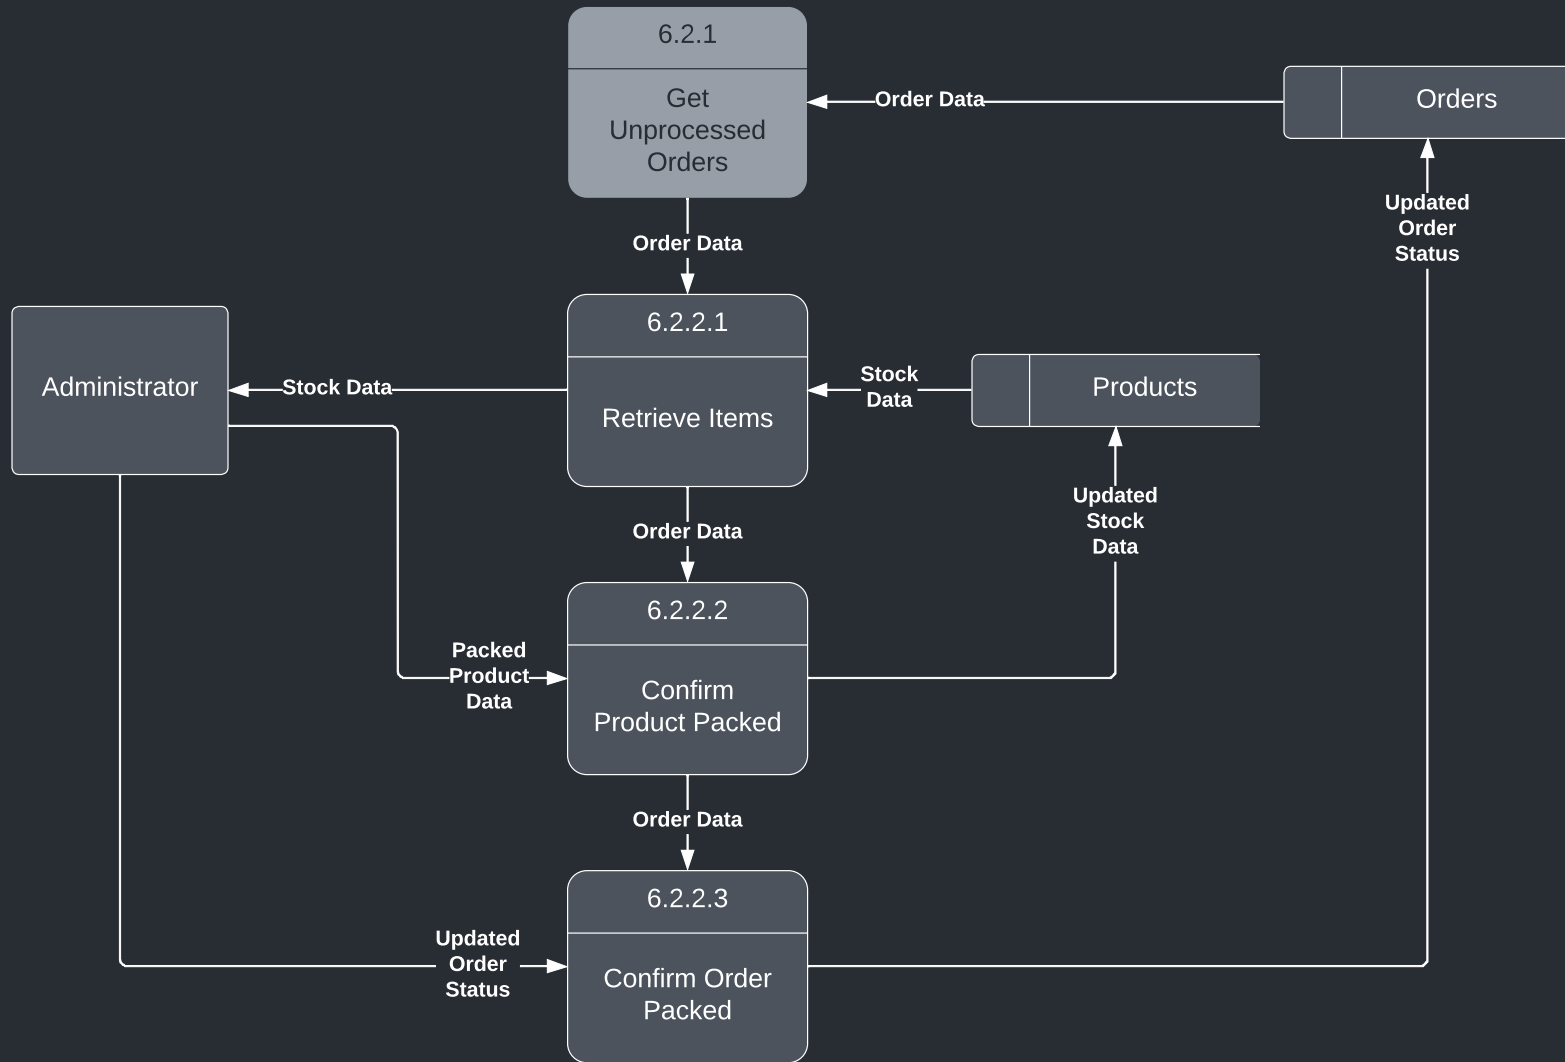 6.2.1
Get
Unprocessed
Orders
Order Data
Orders
Updated
Order
Status
Order Data
Administrator
Stock Data
6.2.2.1
Retrieve Items
Stock
Data
Products
Updated
Stock
Data
Order Data
6.2.2.2
Confirm
Product Packed
Packed
Product
Data
Order Data
6.2.2.3
Confirm Order
Packed
Updated
Order
Status